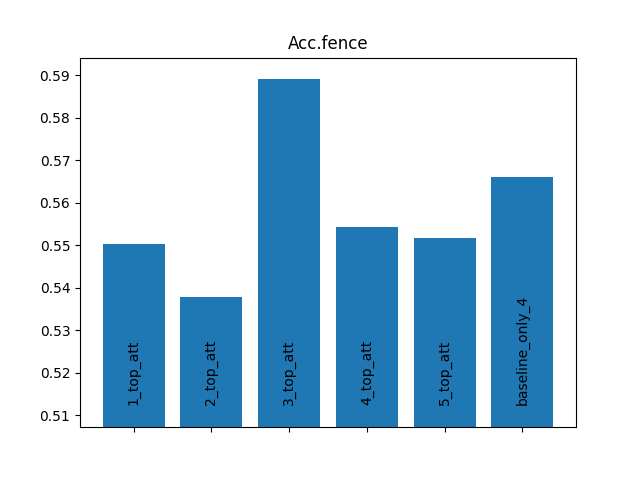 Acc.fence
0.59
0.58
0.57
0.56
0.55
0.54
0.53
0.52
0.51
1_top_att
2_top_att
3_top_att
4_top_att
5_top_att
baseline_only_4